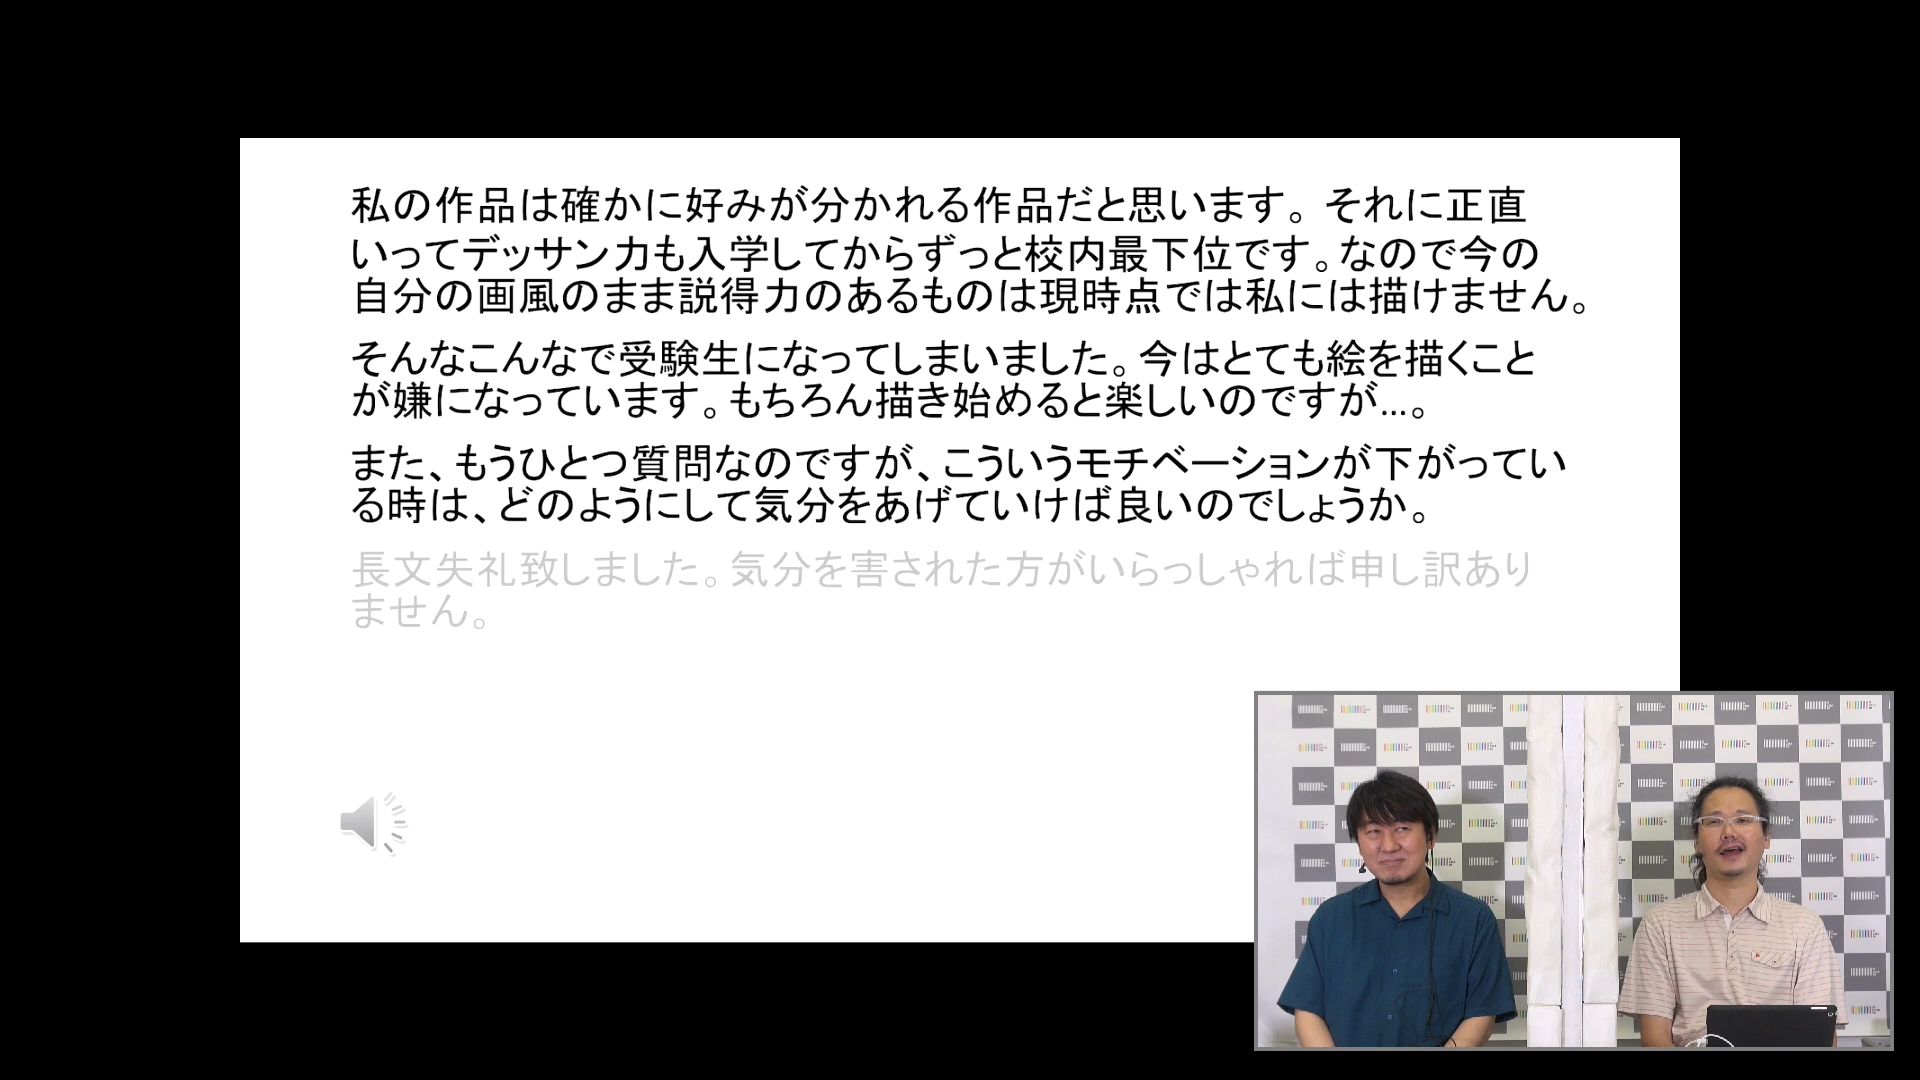 私の作品は確かに好みが分かれる作品だと思います。それに正直
いってデッサン力も入学してからずっと校内最下位です。なので今の
自分の画風のまま説得力のあるものは現時点では私には描けません。
そんなこんなで受験生になってしまいました。今はとても絵を描くこと
が嫌になっています。もちろん描き始めると楽しいのですが…。
また、もうひとつ質問なのですが、こういうモチベーションが下がってい
る時は、どのようにして気分をあげていけば良いのでしょうか。
長文失礼致しました。気分を害された方がいらっしゃれば申し訳あり
ません。